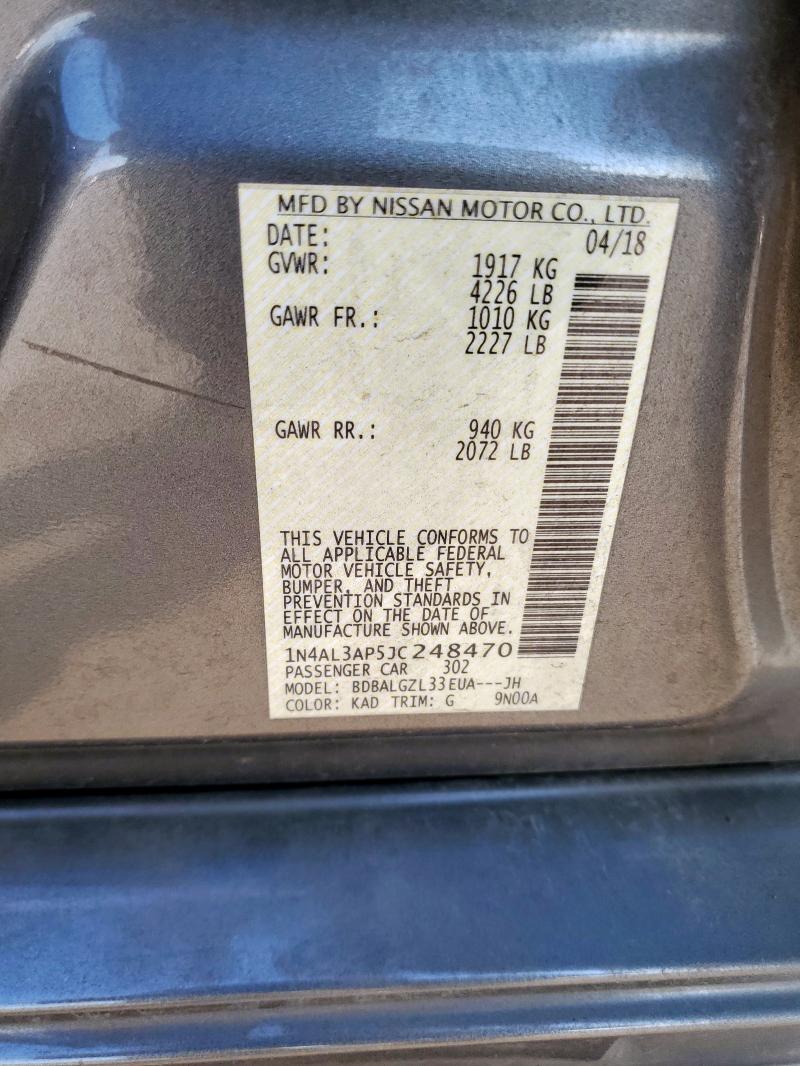 MFD BY NISSAN MOTOR CO., LTD.
DATE: 04/18
GVWR: 1917 KG
4226 LB
GAWR FR.: 1010 KG
2227 LB
GAWR RR.: 940 KG
2072 LB
THIS VEHICLE CONFORMS TO
ALL APPLICABLE FEDERAL
MOTOR VEHICLE SAFETY,
BUMPER, AND THEFT
PREVENTION STANDARDS IN
EFFECT ON THE DATE OF
MANUFACTURE SHOWN ABOVE.
1N4AL3AP5JC248470
PASSENGER CAR 302
MODEL: BDBALGZL33EUA---JH
COLOR: KAD TRIM: G 9N00A